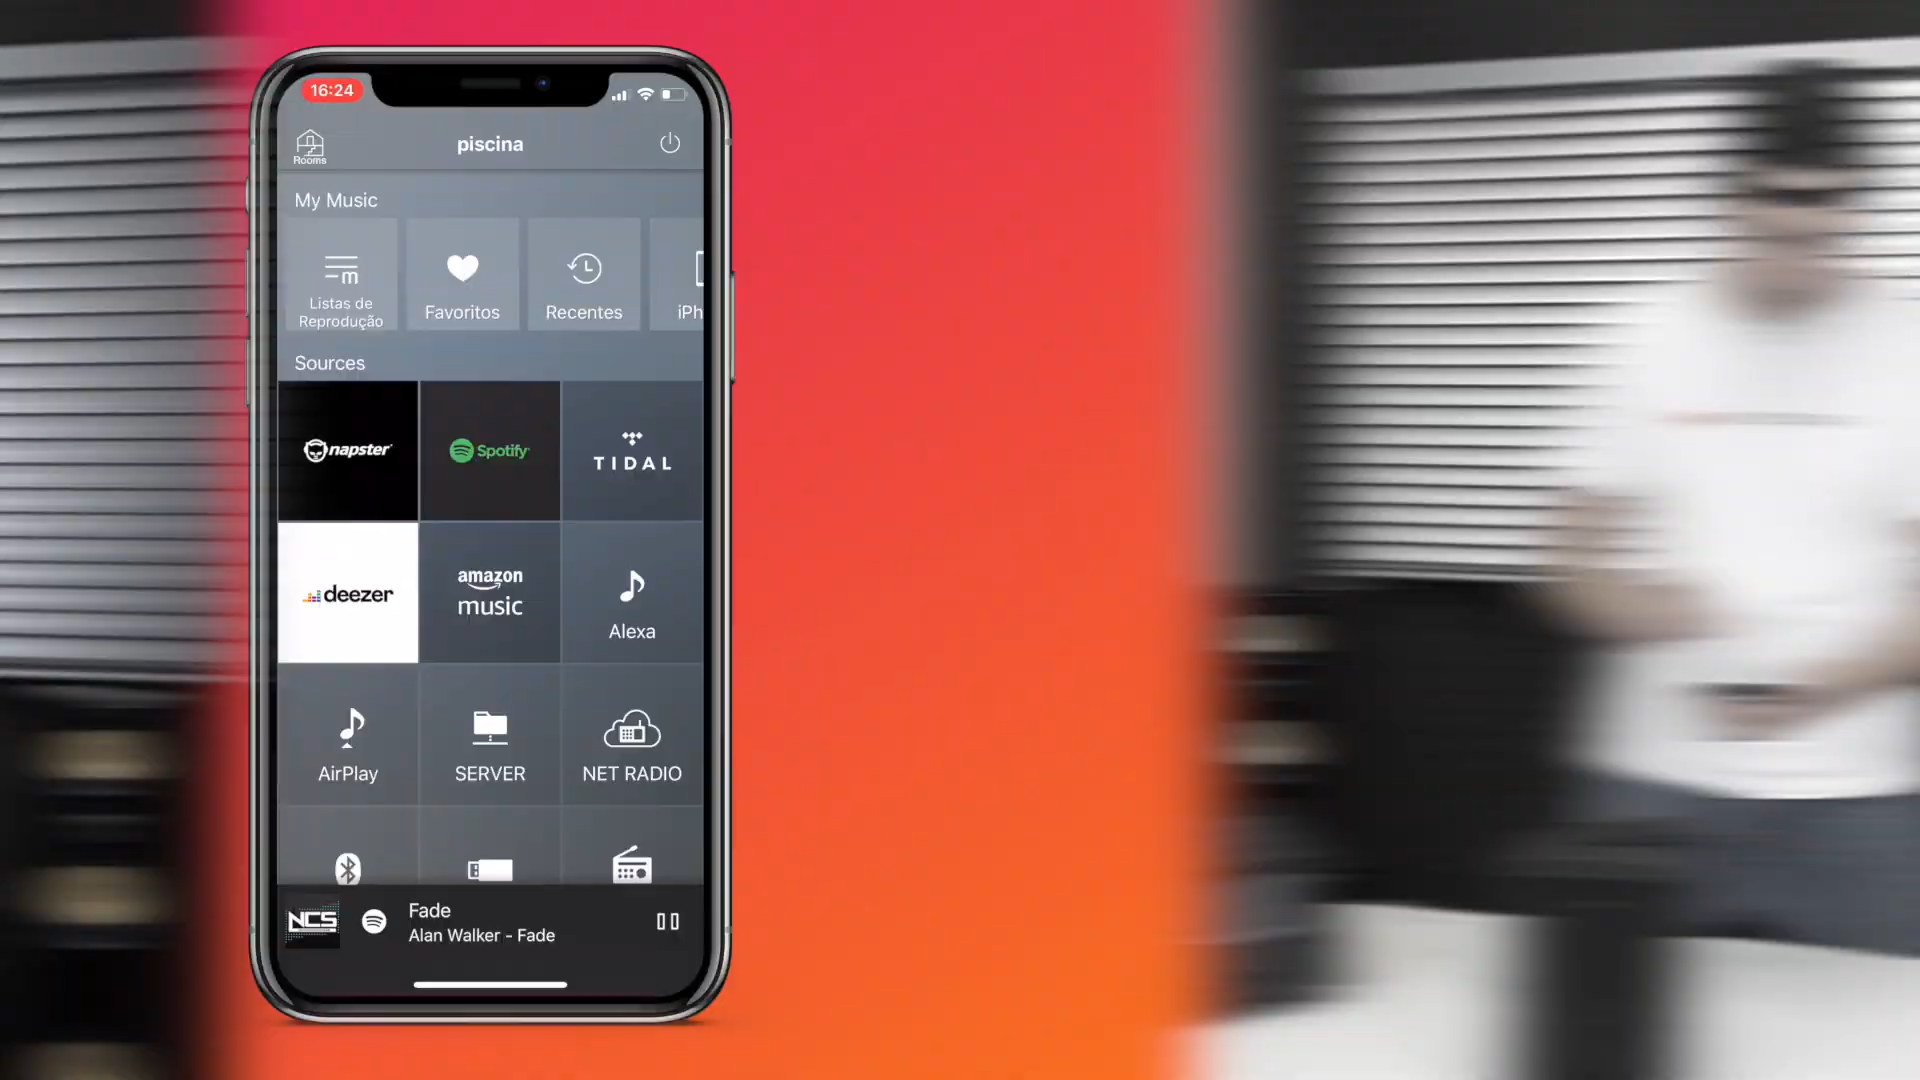 16:24
Rooms
piscina
My Music
Listas de
Reprodução
Favoritos
Recentes
iPh
Sources
napster
Spotify
TIDAL
deezer
amazon
music
Alexa
AirPlay
SERVER
NET RADIO
NCS
Fade
Alan Walker - Fade